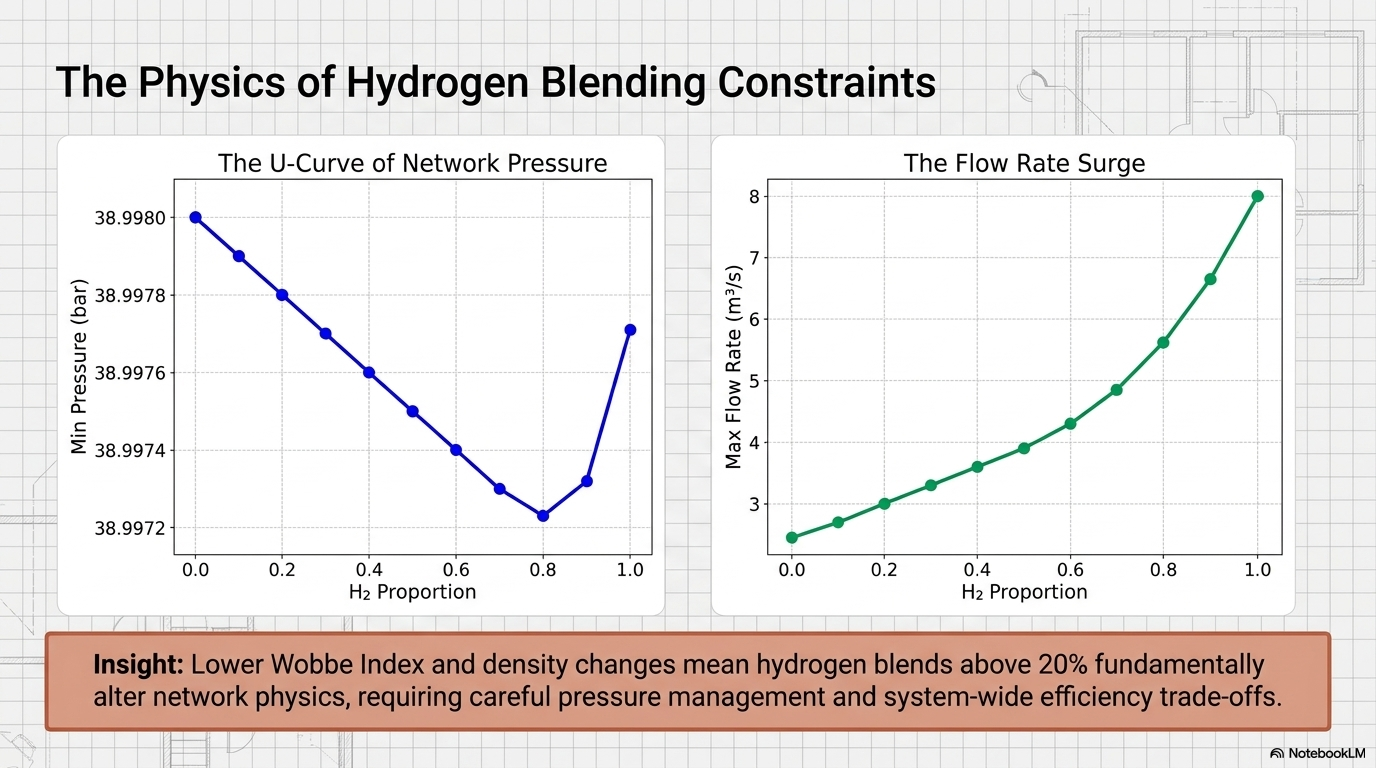 The Physics of Hydrogen Blending Constraints
The U-Curve of Network Pressure
Min Pressure (bar)
38.9980
38.9978
38.9976
38.9974
38.9972
0.0 0.2 0.4 0.6 0.8 1.0
H₂ Proportion
The Flow Rate Surge
Max Flow Rate (m³/s)
8
7
6
5
4
3
0.0 0.2 0.4 0.6 0.8 1.0
H₂ Proportion
Insight: Lower Wobbe Index and density changes mean hydrogen blends above 20% fundamentally
alter network physics, requiring careful pressure management and system-wide efficiency trade-offs.
NotebookLM